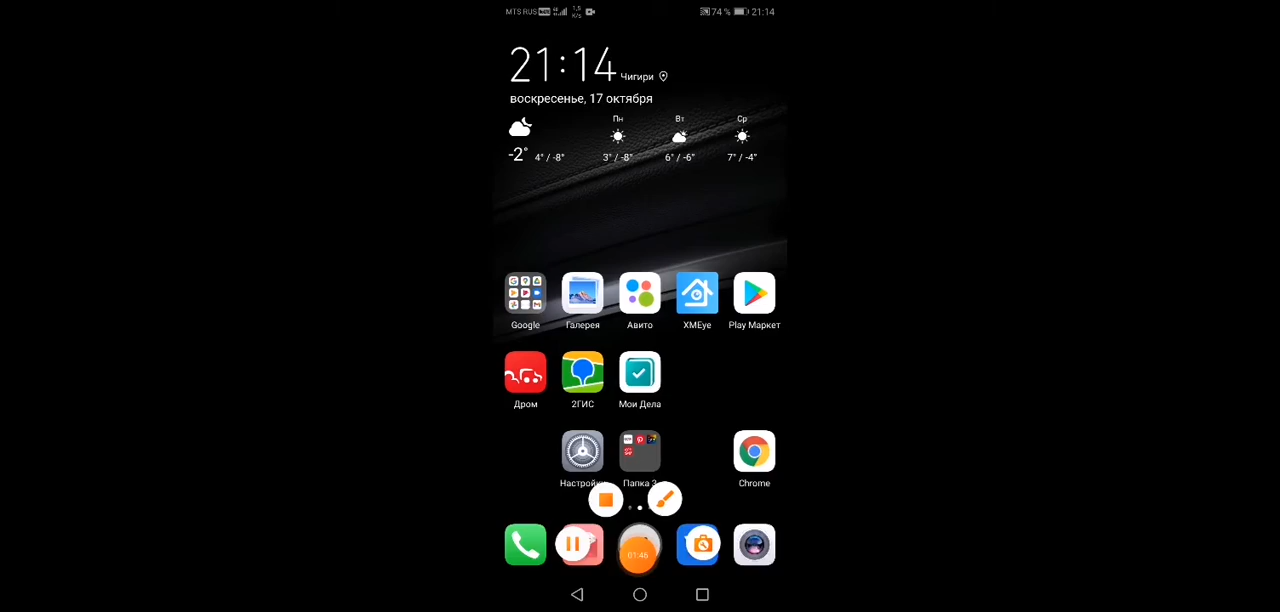 MTS RUS 1,5 K/s 74 % 21:14
21:14 Чигири
воскресенье, 17 октября
Пн Вт Ср
-2° 4° / -8° 3° / -8° 6° / -6° 7° / -4°
Google Галерея Авито XMEye Play Маркет
Дром 2ГИС Мои Дела
Настройки Папка 3 Chrome
01:46